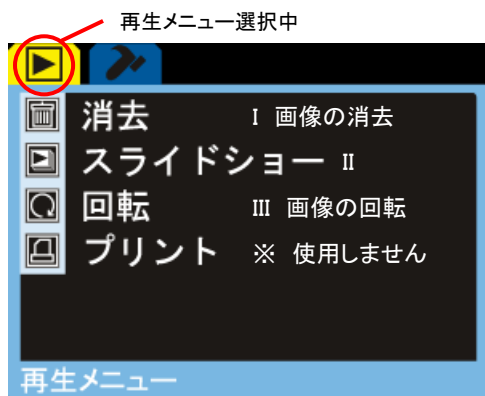 再生メニュー選択中
消去 I 画像の消去
スライドショー II
回転 III 画像の回転
プリント ※ 使用しません
再生メニュー